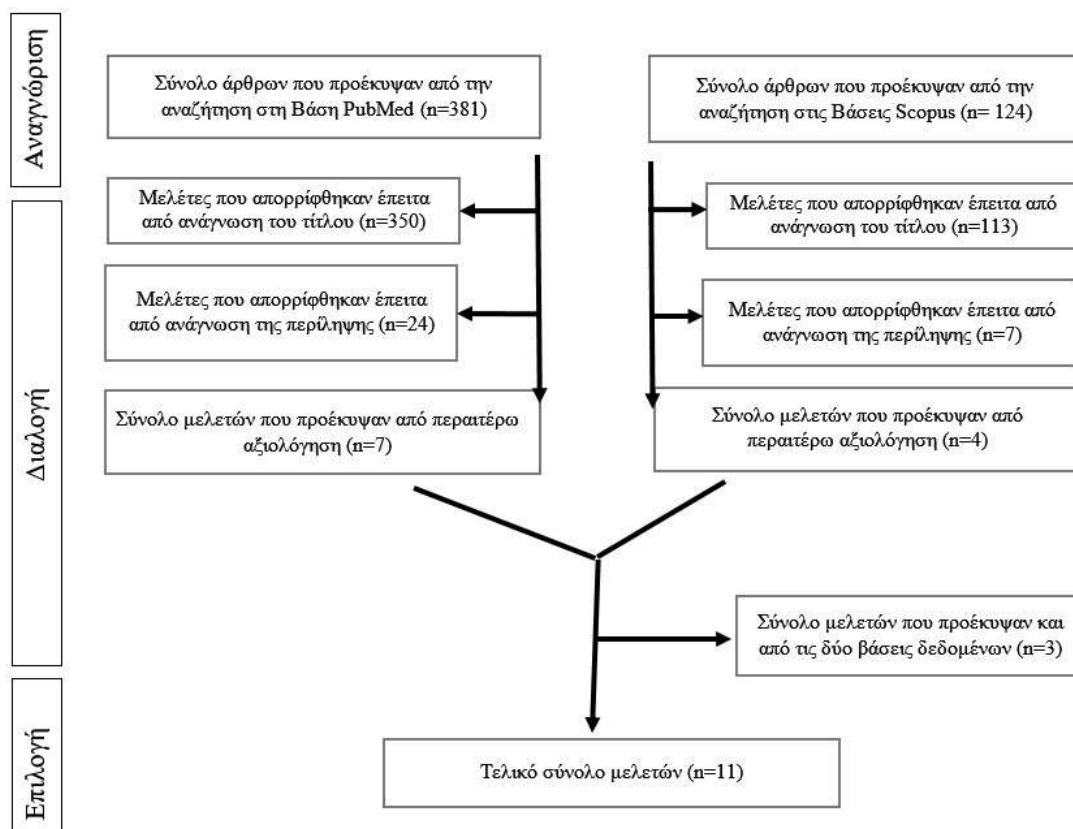 Αναγνώριση
Σύνολο άρθρων που προέκυψαν από την
αναζήτηση στη Βάση PubMed (n=381)
Σύνολο άρθρων που προέκυψαν από την
αναζήτηση στις Βάσεις Scopus (n= 124)
Διαλογή
Μελέτες που απορρίφθηκαν έπειτα
από ανάγνωση του τίτλου (n=350)
Μελέτες που απορρίφθηκαν έπειτα από
ανάγνωση του τίτλου (n=113)
Μελέτες που απορρίφθηκαν έπειτα
από ανάγνωση της περίληψης (n=24)
Μελέτες που απορρίφθηκαν έπειτα από
ανάγνωση της περίληψης (n=7)
Σύνολο μελετών που προέκυψαν από περαιτέρω
αξιολόγηση (n=7)
Σύνολο μελετών που προέκυψαν από
περαιτέρω αξιολόγηση (n=4)
Σύνολο μελετών που προέκυψαν και
από τις δύο βάσεις δεδομένων (n=3)
Επιλογή
Τελικό σύνολο μελετών (n=11)